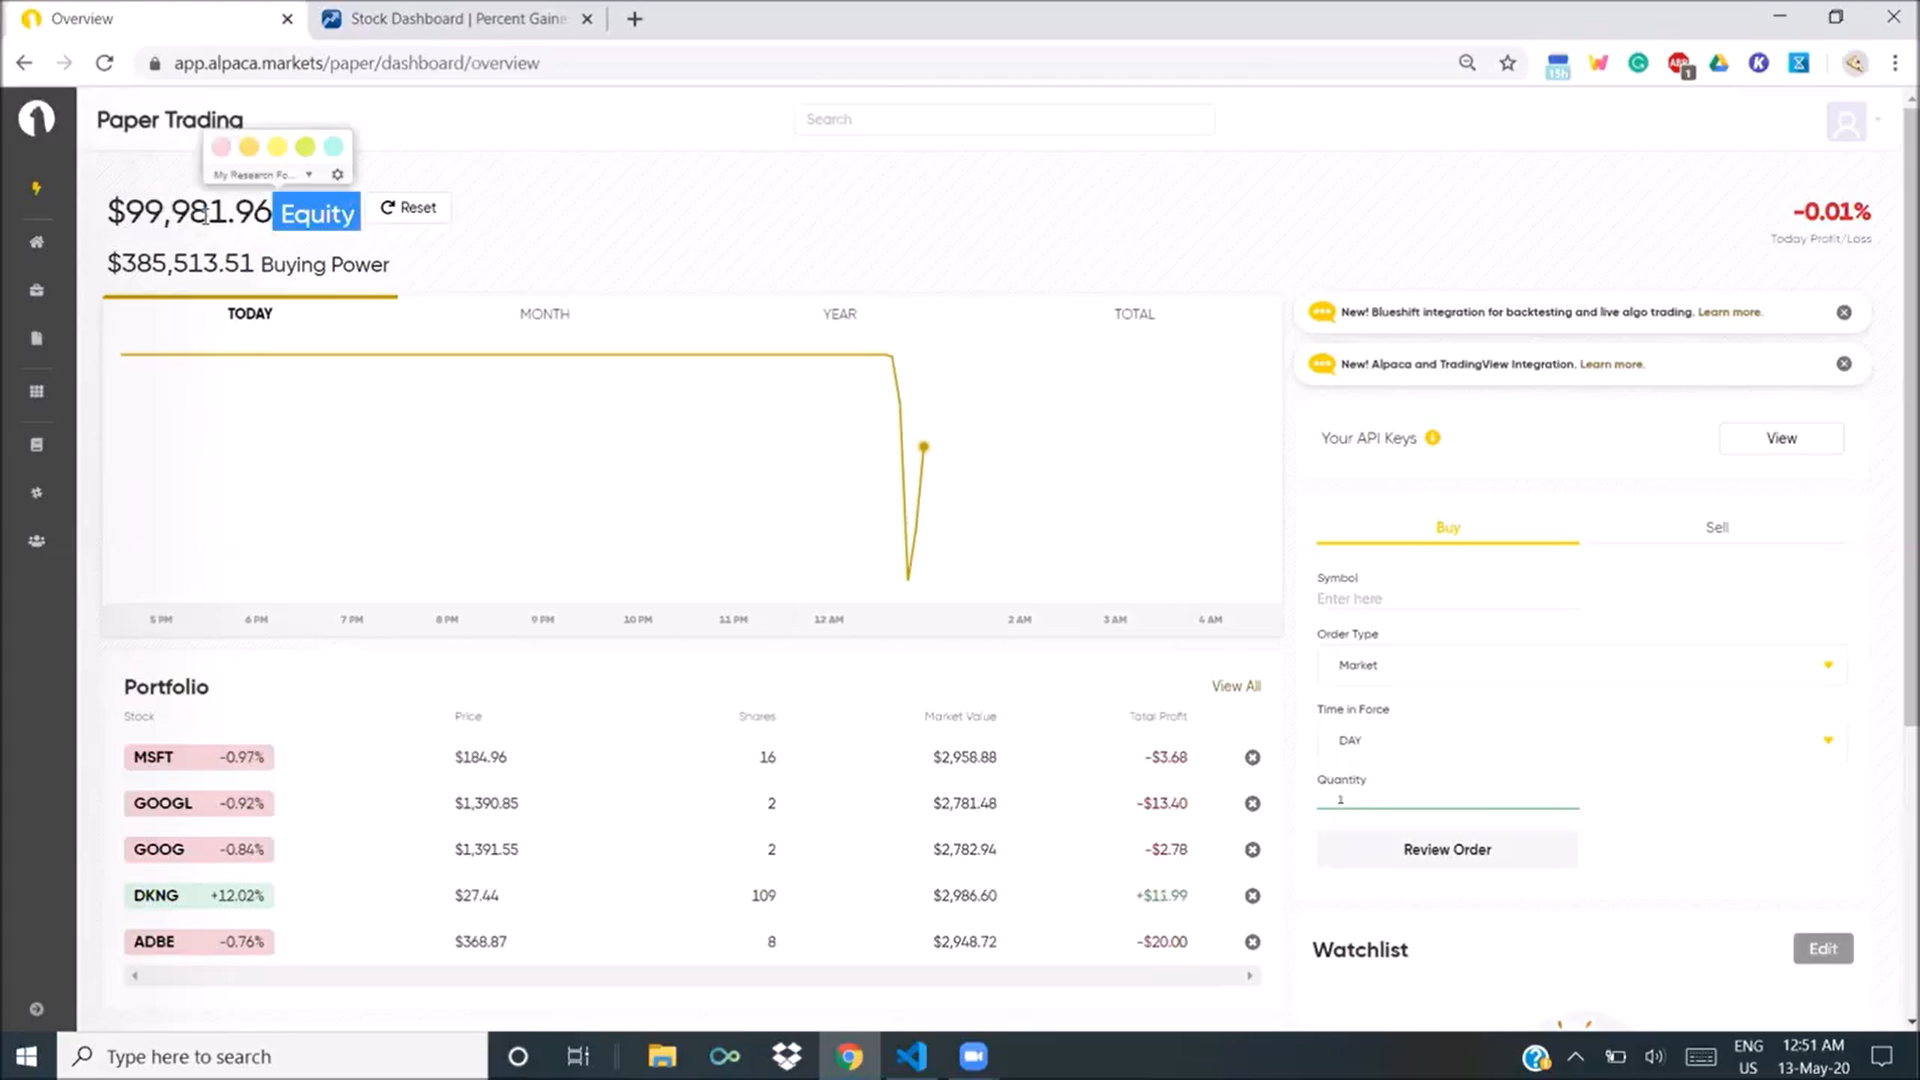 Overview
Stock Dashboard | Percent Gaine
app.alpaca.markets/paper/dashboard/overview
15h
ABP
1
K
Paper Trading
Search
My Research Fo...
$99,981.96 Equity
Reset
-0.01%
Today Profit/Loss
$385,513.51 Buying Power
TODAY
MONTH
YEAR
TOTAL
New! Blueshift integration for backtesting and live algo trading. Learn more.
New! Alpaca and TradingView Integration. Learn more.
Your API Keys
View
Buy
Sell
Symbol
Enter here
5 PM 6 PM 7 PM 8 PM 9 PM 10 PM 11 PM 12 AM 2 AM 3 AM 4 AM
Order Type
Market
Time in Force
DAY
Quantity
1
Review Order
Portfolio
View All
Stock Price Shares Market Value Total Profit
MSFT -0.97% $184.96 16 $2,958.88 -$3.68
GOOGL -0.92% $1,390.85 2 $2,781.48 -$13.40
GOOG -0.84% $1,391.55 2 $2,782.94 -$2.78
DKNG +12.02% $27.44 109 $2,986.60 +$11.99
ADBE -0.76% $368.87 8 $2,948.72 -$20.00
Watchlist
Edit
Type here to search
ENG
US
12:51 AM
13-May-20